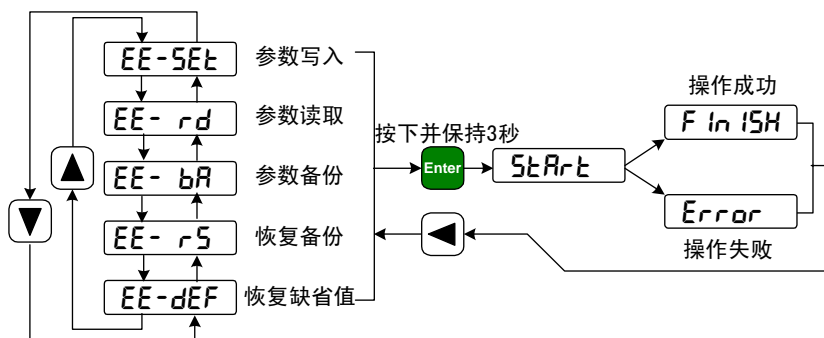 EE-SEt 参数写入
EE- rd 参数读取
EE- bA 参数备份
EE- rS 恢复备份
EE-dEF 恢复缺省值
按下并保持3秒
Enter
StArt
操作成功
FInISH
Error
操作失败